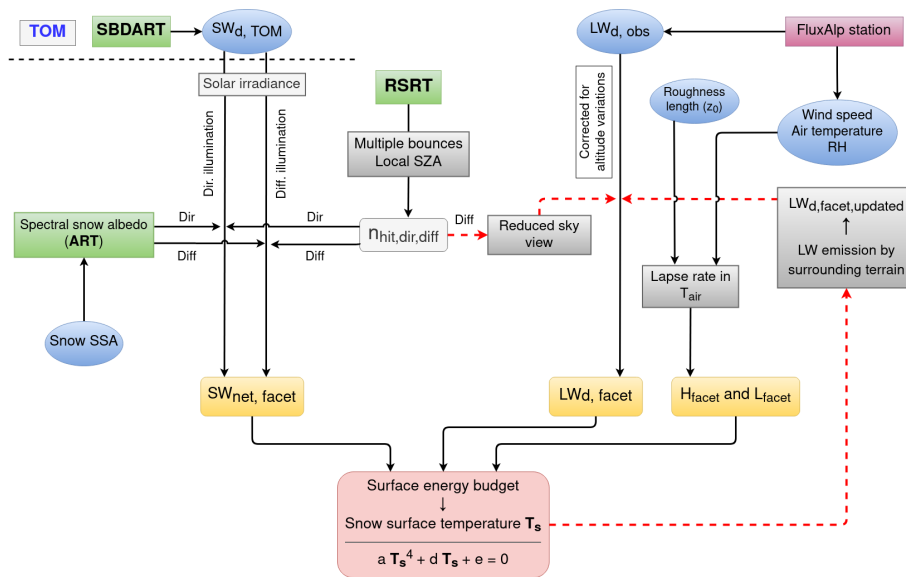 TOM
SBDART
SWd, TOM
LWd, obs
FluxAlp station
Solar irradiance
RSRT
Corrected for
altitude variations
Roughness
length (z0)
Wind speed
Air temperature
RH
Dir. illumination
Diff. illumination
Multiple bounces
Local SZA
Spectral snow albedo
(ART)
Dir
Diff
Dir
Diff
nhit,dir,diff
Diff
Reduced sky
view
LWd,facet,updated
↑
LW emission by
surrounding terrain
Lapse rate in
Tair
Snow SSA
SWnet, facet
LWd, facet
Hfacet and Lfacet
Surface energy budget
↓
Snow surface temperature Ts
a Ts⁴ + d Ts + e = 0